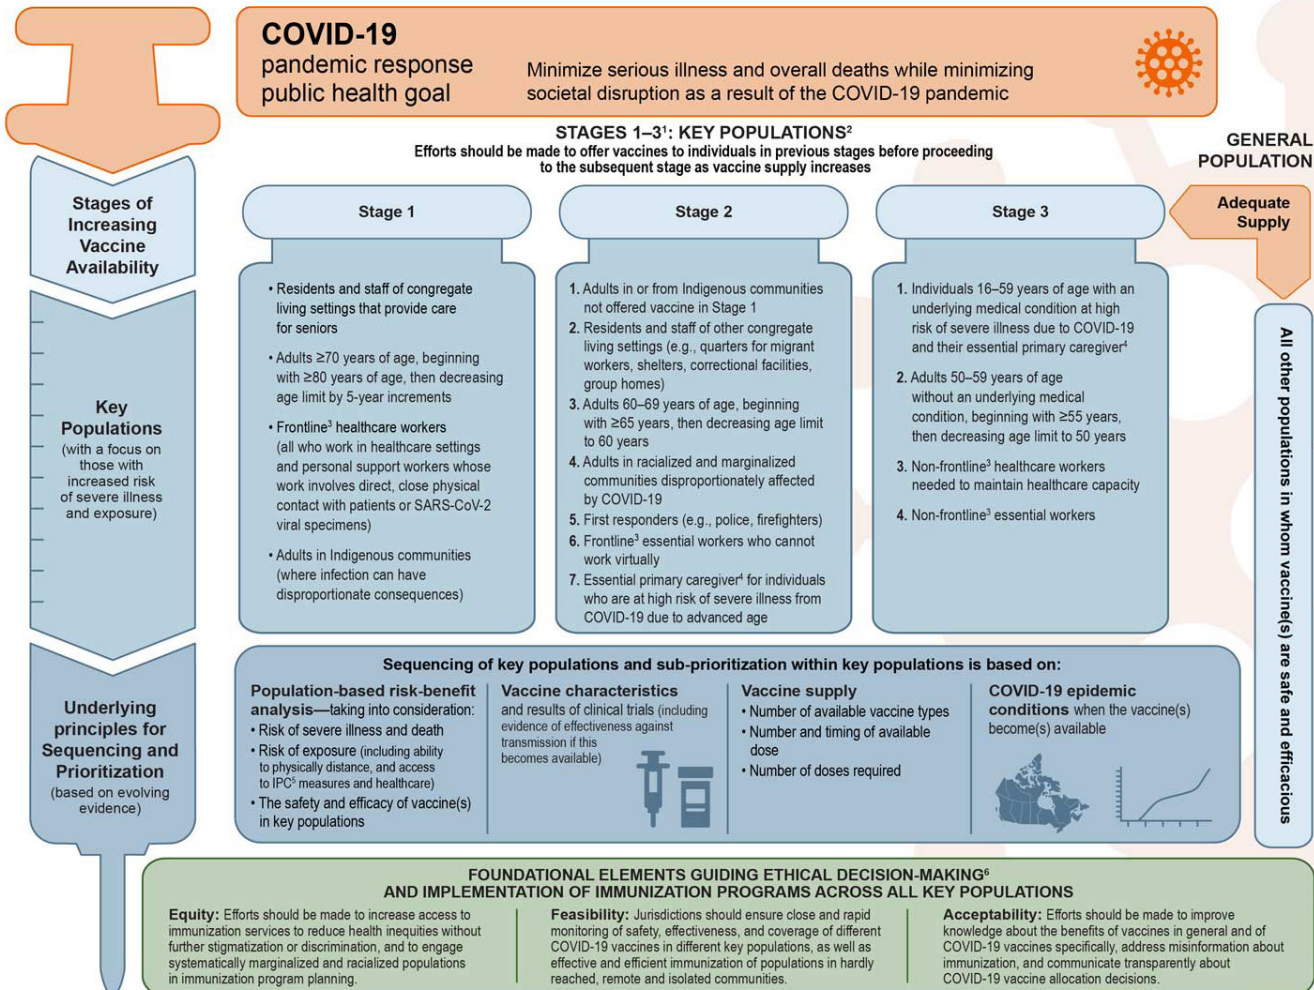 COVID-19
pandemic response
public health goal
Minimize serious illness and overall deaths while minimizing
societal disruption as a result of the COVID-19 pandemic
STAGES 1–3¹: KEY POPULATIONS²
Efforts should be made to offer vaccines to individuals in previous stages before proceeding
to the subsequent stage as vaccine supply increases
GENERAL
POPULATION
Stages of
Increasing
Vaccine
Availability
Stage 1
Stage 2
Stage 3
Adequate
Supply
Key
Populations
(with a focus on
those with
increased risk
of severe illness
and exposure)
• Residents and staff of congregate
living settings that provide care
for seniors
• Adults ≥70 years of age, beginning
with ≥80 years of age, then decreasing
age limit by 5-year increments
• Frontline³ healthcare workers
(all who work in healthcare settings
and personal support workers whose
work involves direct, close physical
contact with patients or SARS-CoV-2
viral specimens)
• Adults in Indigenous communities
(where infection can have
disproportionate consequences)
1. Adults in or from Indigenous communities
not offered vaccine in Stage 1
2. Residents and staff of other congregate
living settings (e.g., quarters for migrant
workers, shelters, correctional facilities,
group homes)
3. Adults 60–69 years of age, beginning
with ≥65 years, then decreasing age limit
to 60 years
4. Adults in racialized and marginalized
communities disproportionately affected
by COVID-19
5. First responders (e.g., police, firefighters)
6. Frontline³ essential workers who cannot
work virtually
7. Essential primary caregiver⁴ for individuals
who are at high risk of severe illness from
COVID-19 due to advanced age
1. Individuals 16–59 years of age with an
underlying medical condition at high
risk of severe illness due to COVID-19
and their essential primary caregiver⁴
2. Adults 50–59 years of age
without an underlying medical
condition, beginning with ≥55 years,
then decreasing age limit to 50 years
3. Non-frontline³ healthcare workers
needed to maintain healthcare capacity
4. Non-frontline³ essential workers
All other populations in whom vaccine(s) are safe and efficacious
Underlying
principles for
Sequencing and
Prioritization
(based on evolving
evidence)
Sequencing of key populations and sub-prioritization within key populations is based on:
Population-based risk-benefit
analysis—taking into consideration:
• Risk of severe illness and death
• Risk of exposure (including ability
to physically distance, and access
to IPC⁵ measures and healthcare)
• The safety and efficacy of vaccine(s)
in key populations
Vaccine characteristics
and results of clinical trials (including
evidence of effectiveness against
transmission if this
becomes available)
Vaccine supply
• Number of available vaccine types
• Number and timing of available
dose
• Number of doses required
COVID-19 epidemic
conditions when the vaccine(s)
become(s) available
FOUNDATIONAL ELEMENTS GUIDING ETHICAL DECISION-MAKING⁶
AND IMPLEMENTATION OF IMMUNIZATION PROGRAMS ACROSS ALL KEY POPULATIONS
Equity: Efforts should be made to increase access to
immunization services to reduce health inequities without
further stigmatization or discrimination, and to engage
systematically marginalized and racialized populations
in immunization program planning.
Feasibility: Jurisdictions should ensure close and rapid
monitoring of safety, effectiveness, and coverage of different
COVID-19 vaccines in different key populations, as well as
effective and efficient immunization of populations in hardly
reached, remote and isolated communities.
Acceptability: Efforts should be made to improve
knowledge about the benefits of vaccines in general and of
COVID-19 vaccines specifically, address misinformation about
immunization, and communicate transparently about
COVID-19 vaccine allocation decisions.